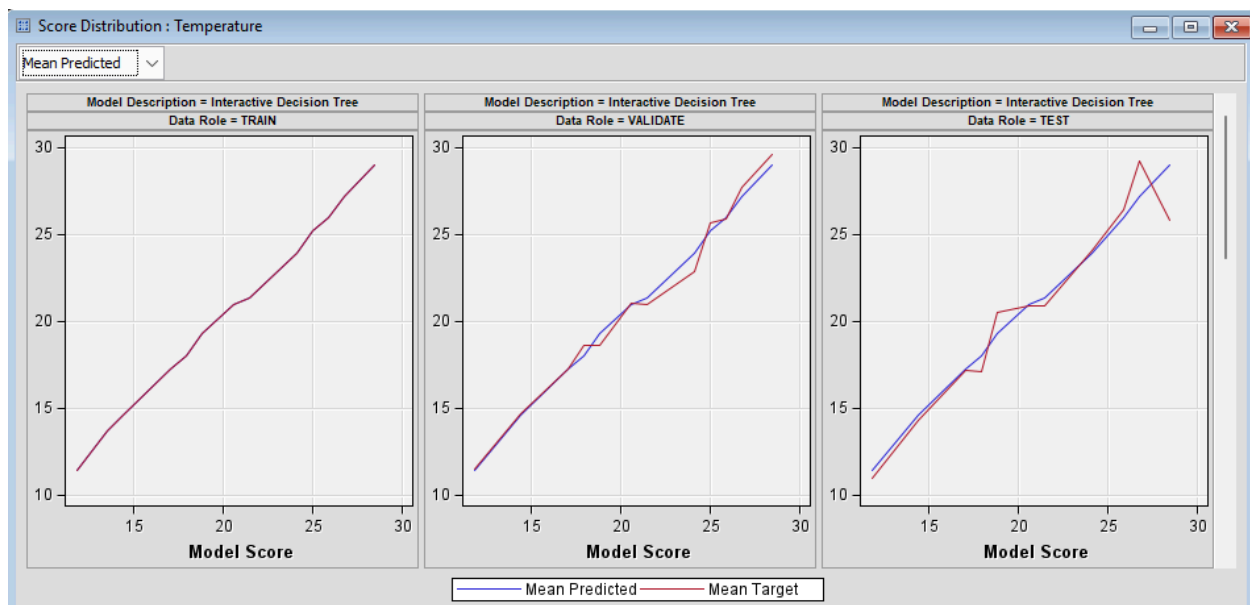 Score Distribution : Temperature
Mean Predicted
Model Description = Interactive Decision Tree
Data Role = TRAIN
30
25
20
15
10
15 20 25 30
Model Score
Model Description = Interactive Decision Tree
Data Role = VALIDATE
30
25
20
15
10
15 20 25 30
Model Score
Model Description = Interactive Decision Tree
Data Role = TEST
30
25
20
15
10
15 20 25 30
Model Score
Mean Predicted Mean Target